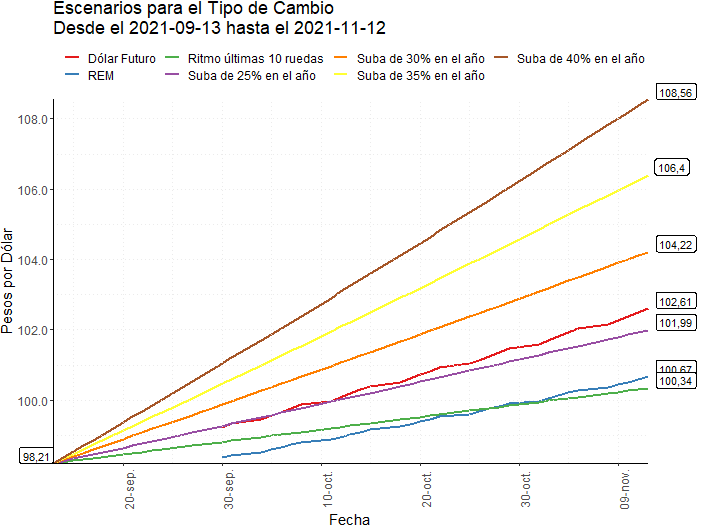 Escenarios para el Tipo de Cambio
Desde el 2021-09-13 hasta el 2021-11-12
Dólar Futuro
Ritmo últimas 10 ruedas
Suba de 30% en el año
Suba de 40% en el año
REM
Suba de 25% en el año
Suba de 35% en el año
108,56
108.0
106,4
106.0
104,22
104.0
102,61
102.0
101,99
100,67
100,34
100.0
98,21
Pesos por Dólar
20-sep.
30-sep.
10-oct.
20-oct.
30-oct.
09-nov.
Fecha